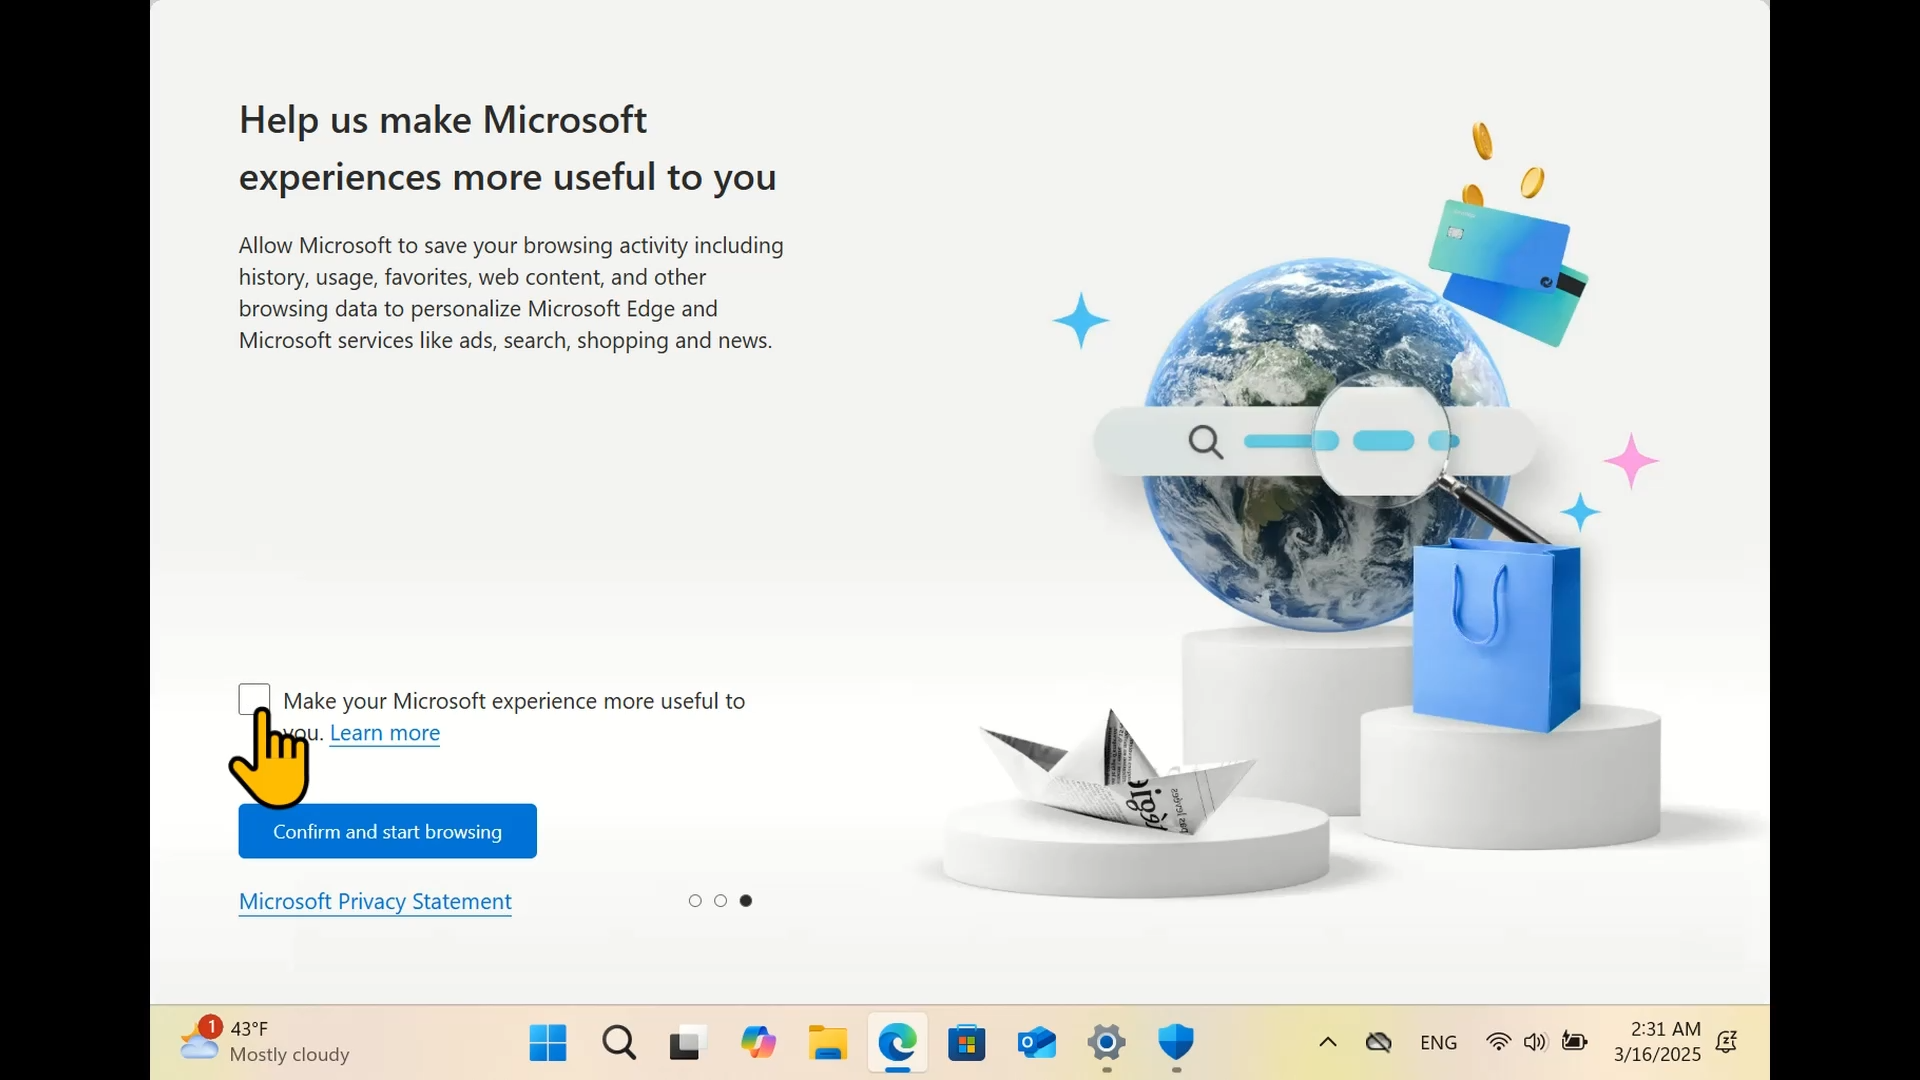 Help us make Microsoft
experiences more useful to you
Allow Microsoft to save your browsing activity including
history, usage, favorites, web content, and other
browsing data to personalize Microsoft Edge and
Microsoft services like ads, search, shopping and news.
Make your Microsoft experience more useful to
you. Learn more
Confirm and start browsing
Microsoft Privacy Statement
1
43°F
Mostly cloudy
ENG
2:31 AM
3/16/2025